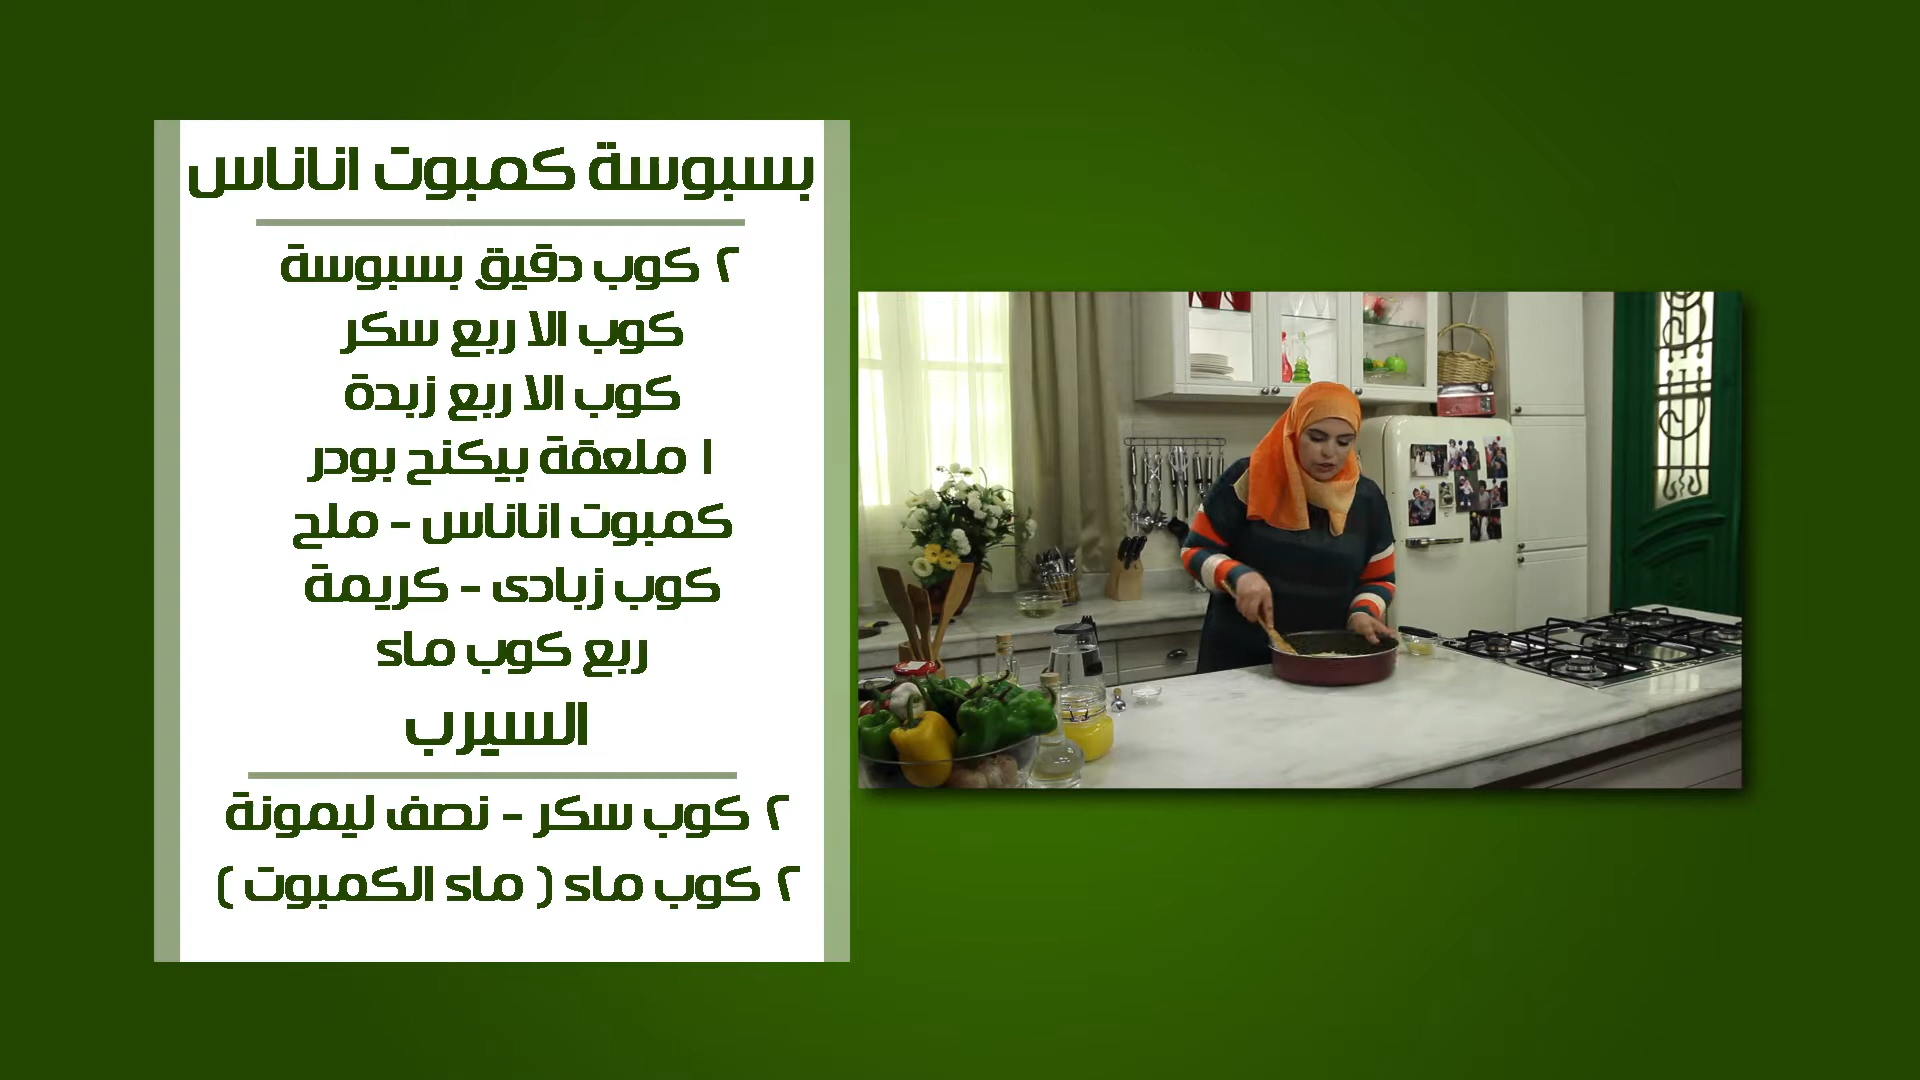 بسبوسة كمبوت اناناس
٢ كوب دقيق بسبوسة
كوب الا ربع سكر
كوب الا ربع زبدة
١ ملعقة بيكنج بودر
كمبوت اناناس - ملح
كوب زبادى - كريمة
ربع كوب ماء
السيرب
٢ كوب سكر - نصف ليمونة
٢ كوب ماء ( ماء الكمبوت )